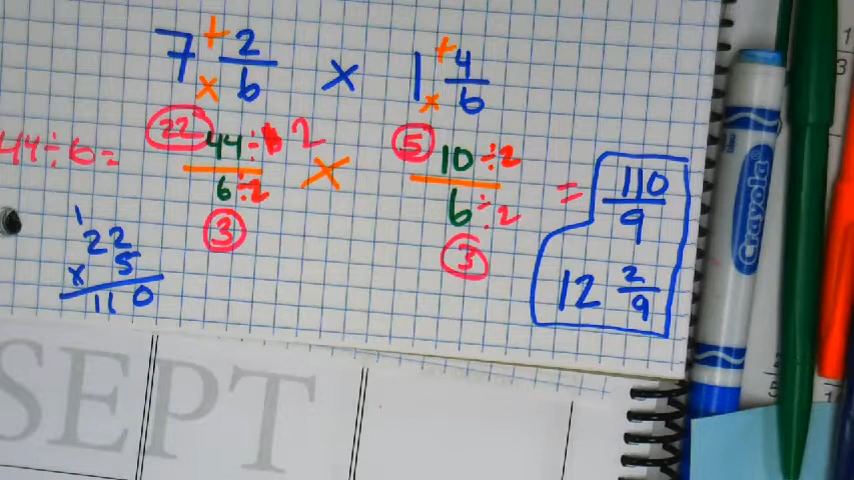 7 + 2/6 x 1 + 4/6
x x
44 ÷ 6 = 22 44/6 ÷ 2 ÷ 2 3 x 5 10/6 ÷ 2 ÷ 2 3 = 110/9
12 2/9
1
22
x 5
110
SEPT
Crayola